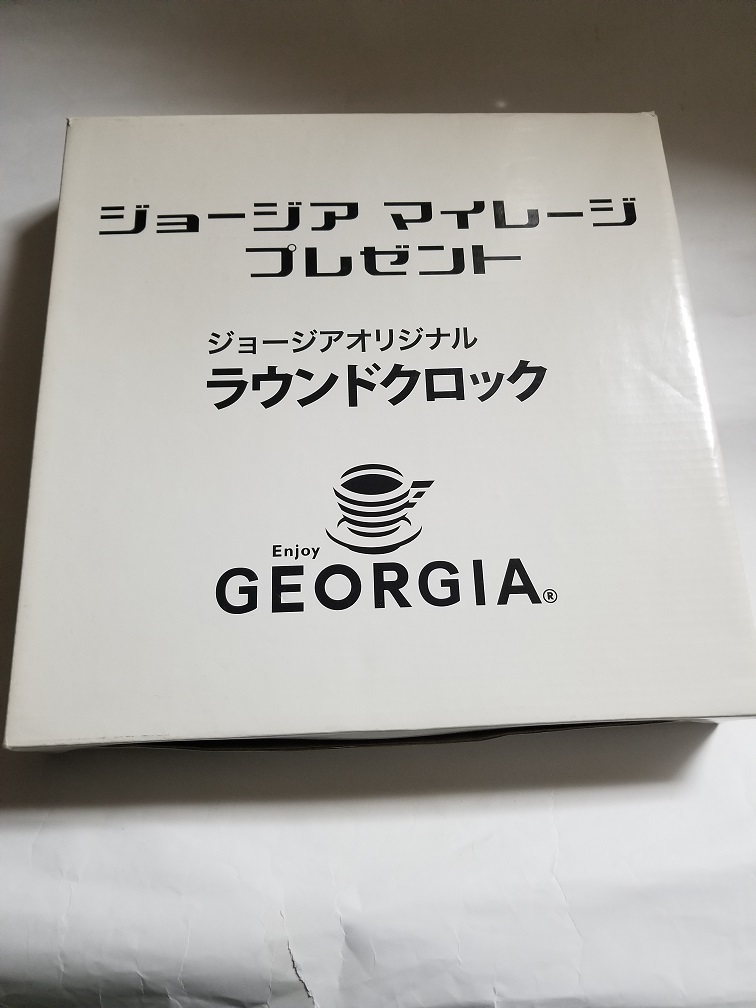 ジョージア マイレージ
プレゼント
ジョージアオリジナル
ラウンドクロック
Enjoy
GEORGIA®